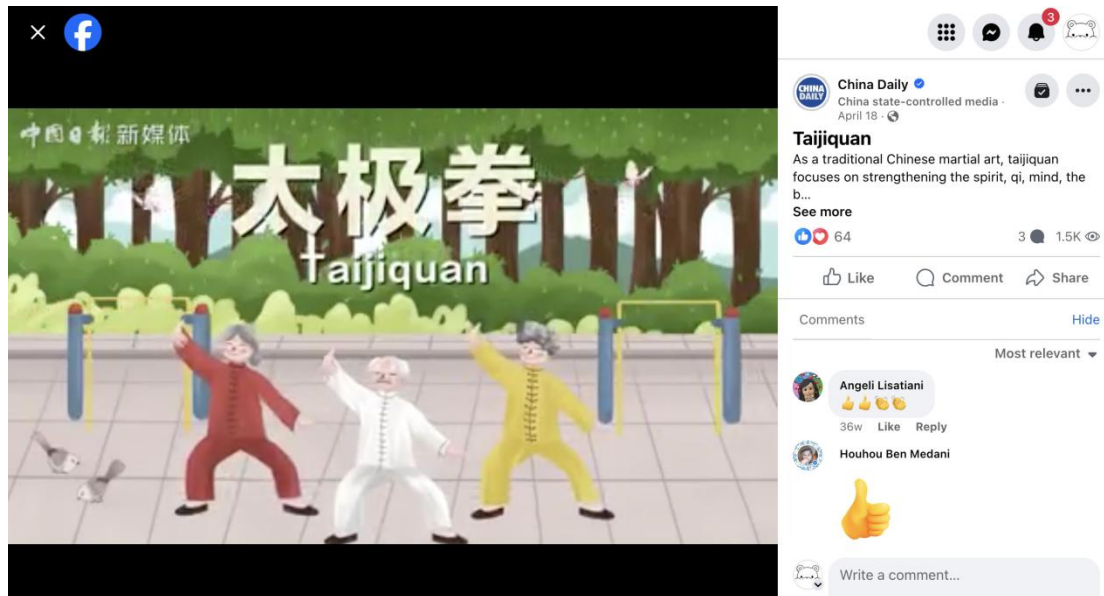 中国日报新媒体
太极拳
Taijiquan
3
CHINA DAILY
China Daily
China state-controlled media ·
April 18 ·
Taijiquan
As a traditional Chinese martial art, taijiquan
focuses on strengthening the spirit, qi, mind, the
b...
See more
64
3
1.5K
Like
Comment
Share
Comments
Hide
Most relevant
Angeli Lisatiani
👍👍👏👏
36w Like Reply
Houhou Ben Medani
Write a comment...